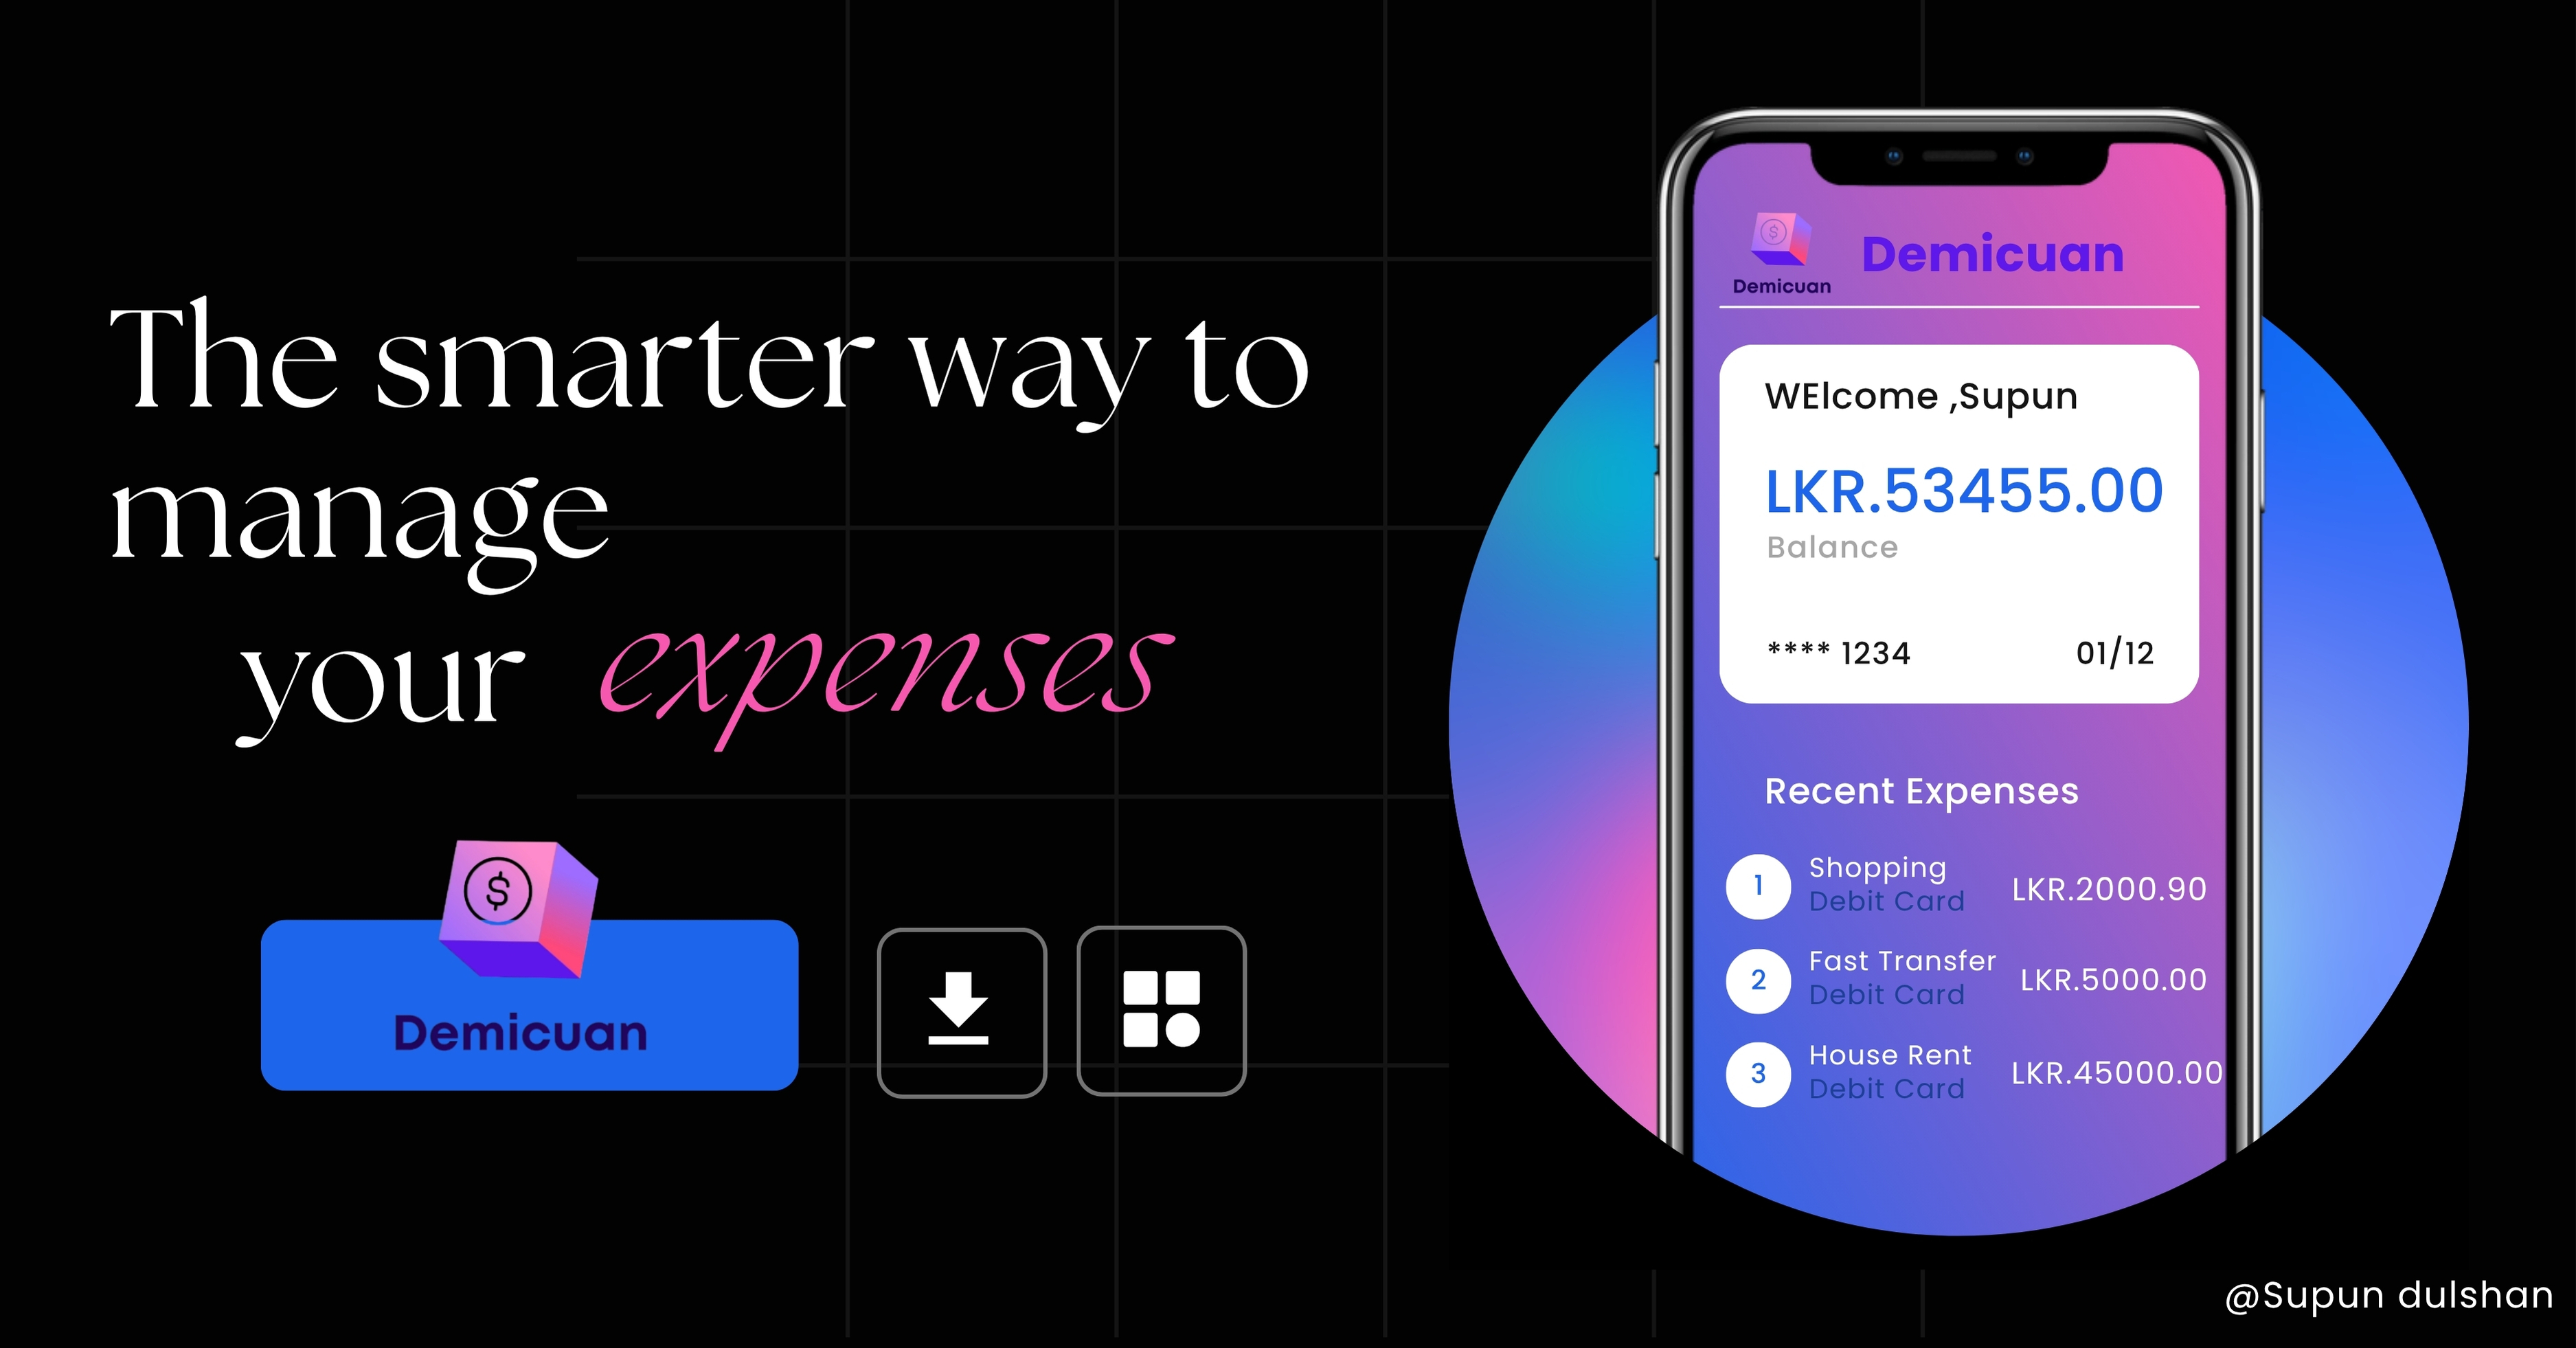 The smarter way to
manage
your expenses
$
Demicuan
$
Demicuan
Demicuan
WElcome ,Supun
LKR.53455.00
Balance
**** 1234 01/12
Recent Expenses
1 Shopping LKR.2000.90
Debit Card
2 Fast Transfer LKR.5000.00
Debit Card
3 House Rent LKR.45000.00
Debit Card
@Supun dulshan